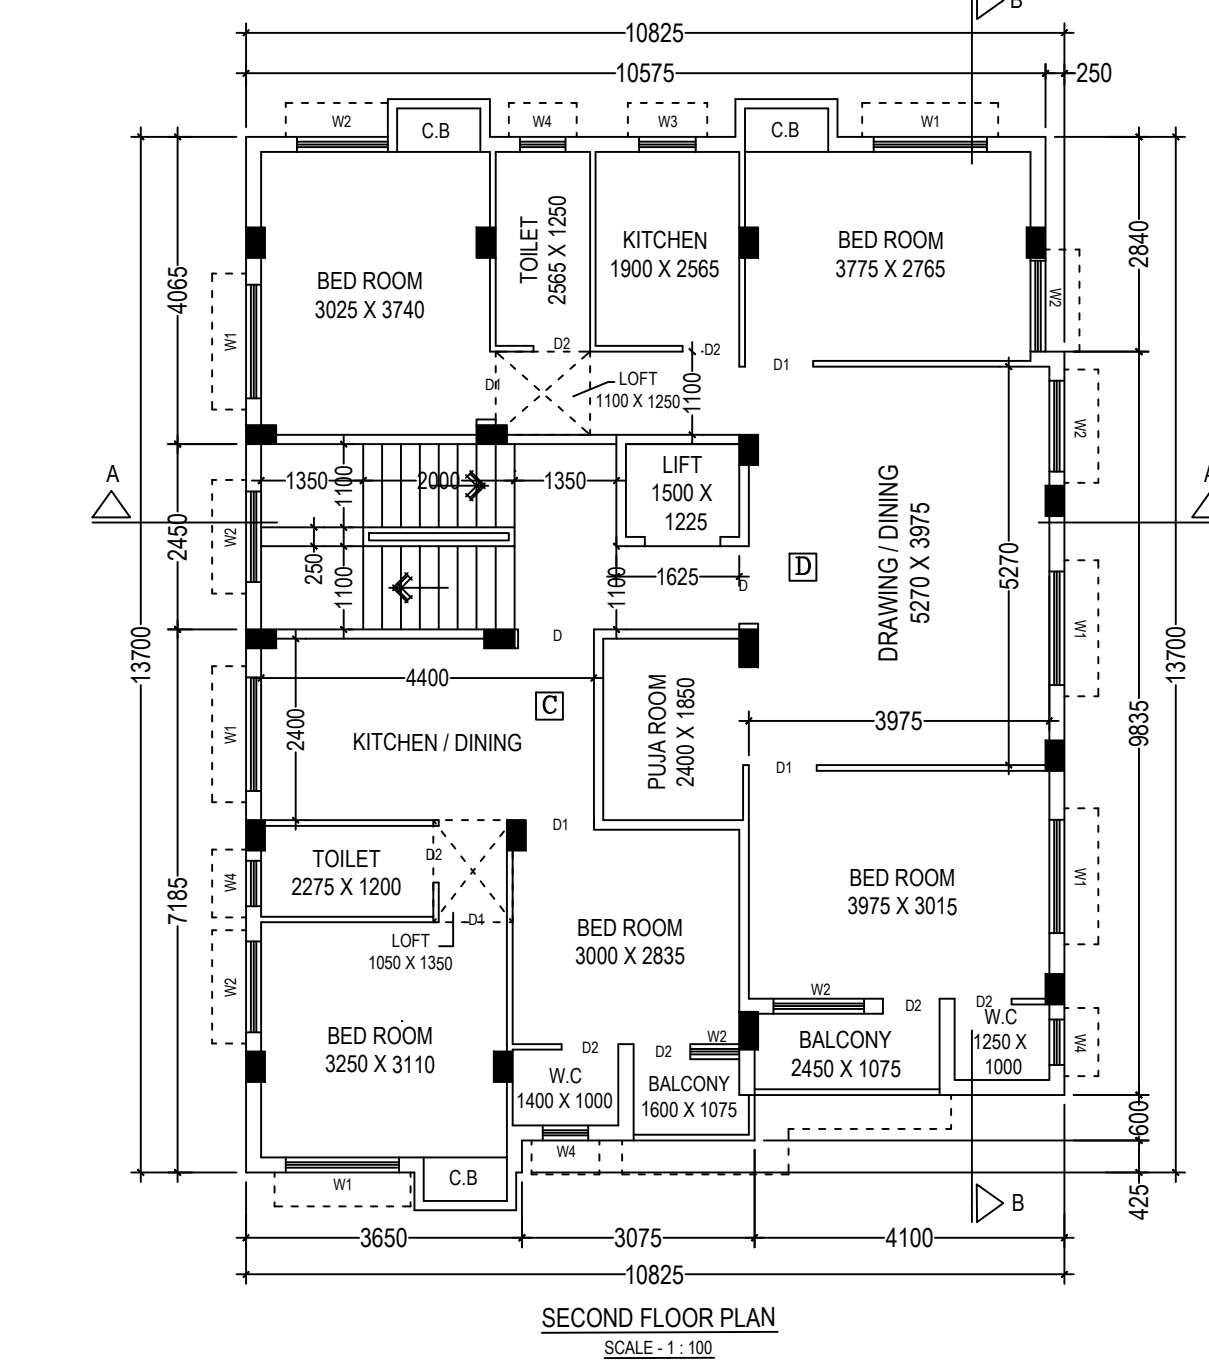 B
10825
10575
250
W2
C.B
W4
W3
C.B
W1
BED ROOM
3025 X 3740
TOILET
2565 X 1250
KITCHEN
1900 X 2565
BED ROOM
3775 X 2765
2840
4065
W1
W2
D2
D2
D1
D1
LOFT
1100 X 1250
1100
W2
A
1350
1100
2000
1350
LIFT
1500 X
1225
DRAWING / DINING
5270 X 3975
A
2450
W2
250
1100
1100
1625
D
D
5270
W1
13700
13700
D
4400
C
2400
KITCHEN / DINING
W1
PUJA ROOM
2400 X 1850
3975
9835
D1
D1
TOILET
2275 X 1200
D2
W4
7185
D1
LOFT
1050 X 1350
BED ROOM
3000 X 2835
BED ROOM
3975 X 3015
W1
W2
W2
D2
D2
BED ROOM
3250 X 3110
W2
D2
D2
BALCONY
2450 X 1075
W.C
1250 X
1000
W4
W.C
1400 X 1000
BALCONY
1600 X 1075
600
W4
W1
C.B
425
B
3650
3075
4100
10825
SECOND FLOOR PLAN
SCALE - 1 : 100